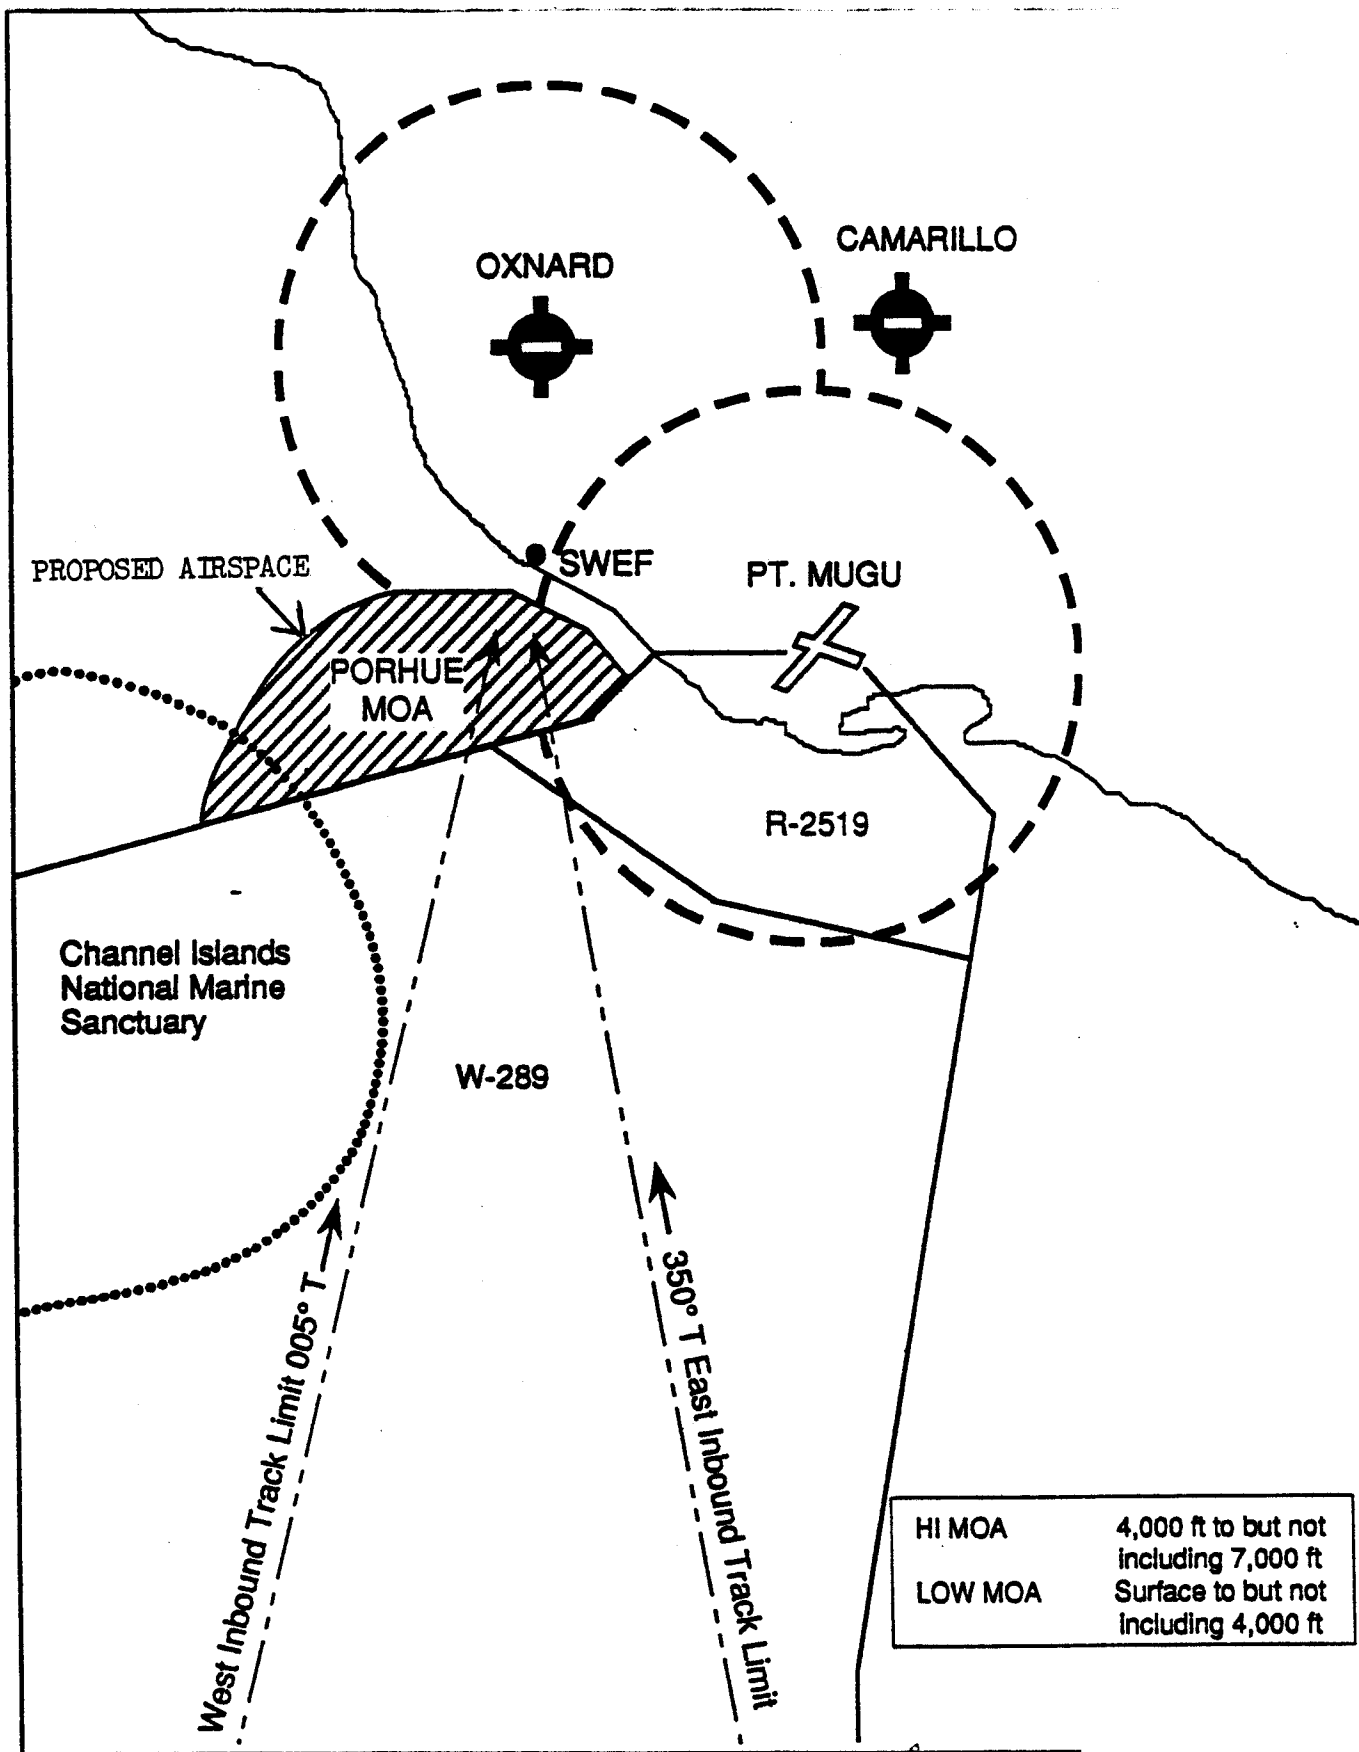 CAMARILLO
OXNARD
SWEF
PROPOSED AIRSPACE
PT. MUGU
PORHUE
MOA
R-2519
Channel Islands
National Marine
Sanctuary
W-289
West Inbound Track Limit 005° T
350° T East Inbound Track Limit
HI MOA 4,000 ft to but not
including 7,000 ft
LOW MOA Surface to but not
including 4,000 ft